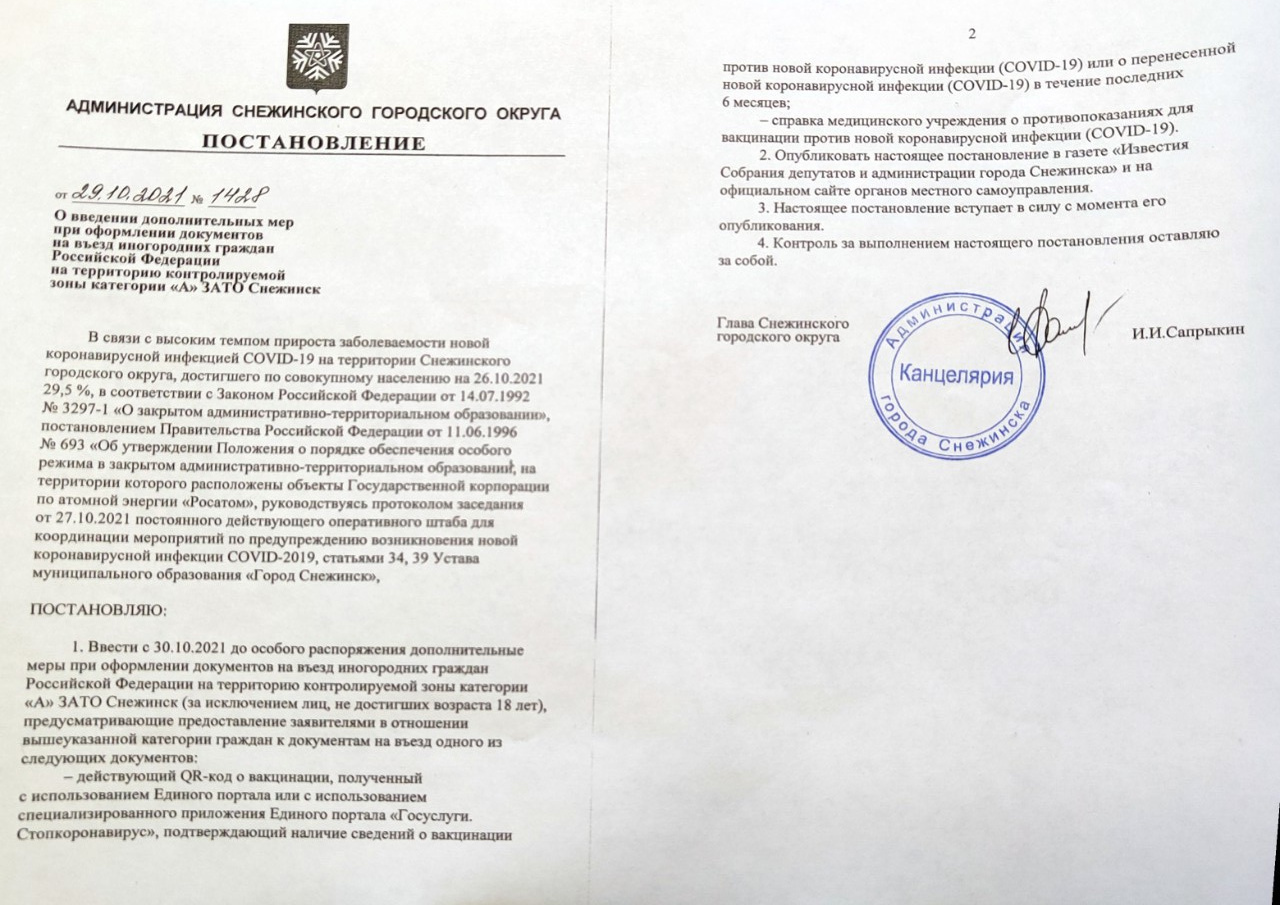 АДМИНИСТРАЦИЯ СНЕЖИНСКОГО ГОРОДСКОГО ОКРУГА
ПОСТАНОВЛЕНИЕ
от 29.10.2021 № 1428
О введении дополнительных мер
при оформлении документов
на въезд иногородних граждан
Российской Федерации
на территорию контролируемой
зоны категории «А» ЗАТО Снежинск
В связи с высоким темпом прироста заболеваемости новой
коронавирусной инфекцией COVID-19 на территории Снежинского
городского округа, достигшего по совокупному населению на 26.10.2021
29,5 %, в соответствии с Законом Российской Федерации от 14.07.1992
№ 3297-1 «О закрытом административно-территориальном образовании»,
постановлением Правительства Российской Федерации от 11.06.1996
№ 693 «Об утверждении Положения о порядке обеспечения особого
режима в закрытом административно-территориальном образовании, на
территории которого расположены объекты Государственной корпорации
по атомной энергии «Росатом», руководствуясь протоколом заседания
от 27.10.2021 постоянного действующего оперативного штаба для
координации мероприятий по предупреждению возникновения новой
коронавирусной инфекции COVID-2019, статьями 34, 39 Устава
муниципального образования «Город Снежинск»,
ПОСТАНОВЛЯЮ:
1. Ввести с 30.10.2021 до особого распоряжения дополнительные
меры при оформлении документов на въезд иногородних граждан
Российской Федерации на территорию контролируемой зоны категории
«А» ЗАТО Снежинск (за исключением лиц, не достигших возраста 18 лет),
предусматривающие предоставление заявителями в отношении
вышеуказанной категории граждан к документам на въезд одного из
следующих документов:
– действующий QR-код о вакцинации, полученный
с использованием Единого портала или с использованием
специализированного приложения Единого портала «Госуслуги.
Стопкоронавирус», подтверждающий наличие сведений о вакцинации
2
против новой коронавирусной инфекции (COVID-19) или о перенесенной
новой коронавирусной инфекции (COVID-19) в течение последних
6 месяцев;
– справка медицинского учреждения о противопоказаниях для
вакцинации против новой коронавирусной инфекции (COVID-19).
2. Опубликовать настоящее постановление в газете «Известия
Собрания депутатов и администрации города Снежинска» и на
официальном сайте органов местного самоуправления.
3. Настоящее постановление вступает в силу с момента его
опубликования.
4. Контроль за выполнением настоящего постановления оставляю
за собой.
Глава Снежинского
городского округа
Администрация
Канцелярия
города Снежинска
И.И.Сапрыкин